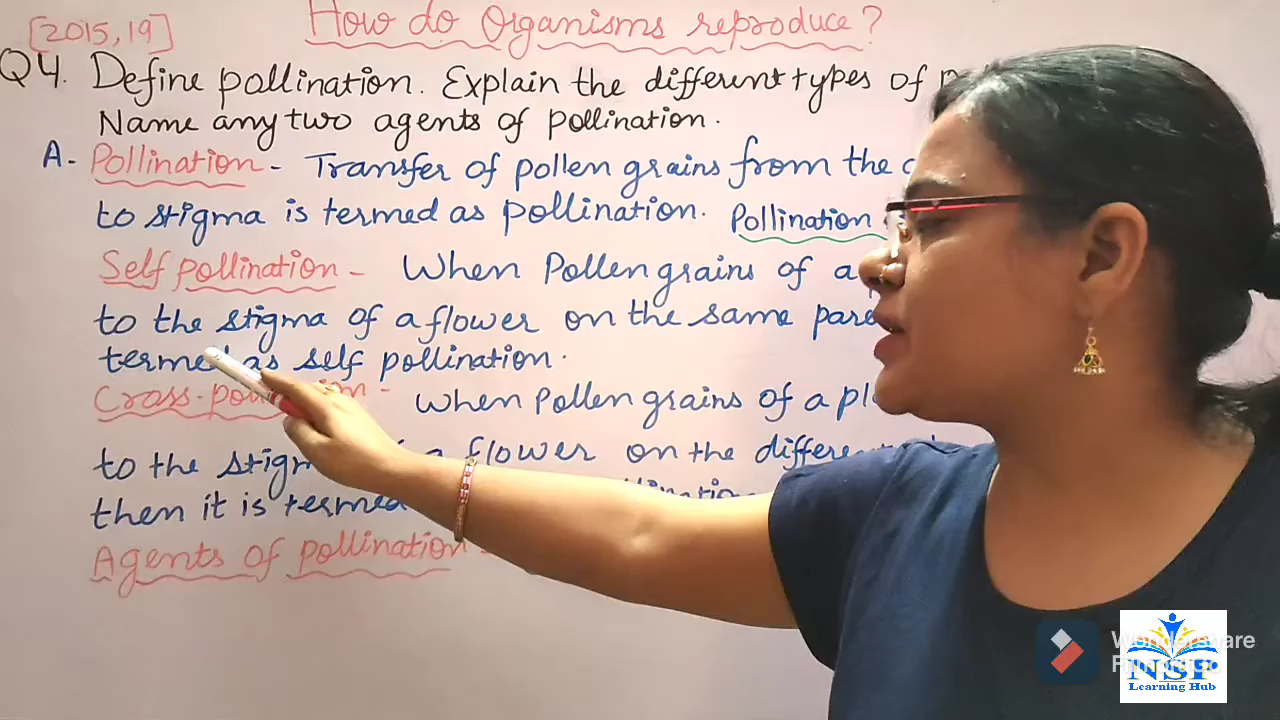 [2015,19]
How do Organisms reproduce?
Q4. Define pollination. Explain the different types of
Name any two agents of pollination.
A- Pollination - Transfer of pollen grains from the
to stigma is termed as pollination. Pollination
Self pollination - When Pollen grains of a
to the stigma of a flower on the same
termed as self pollination.
Cross- When Pollen grains of a
to the flower on the
then it is termed
Agents of pollination
Wondershare
NSP
Learning Hub